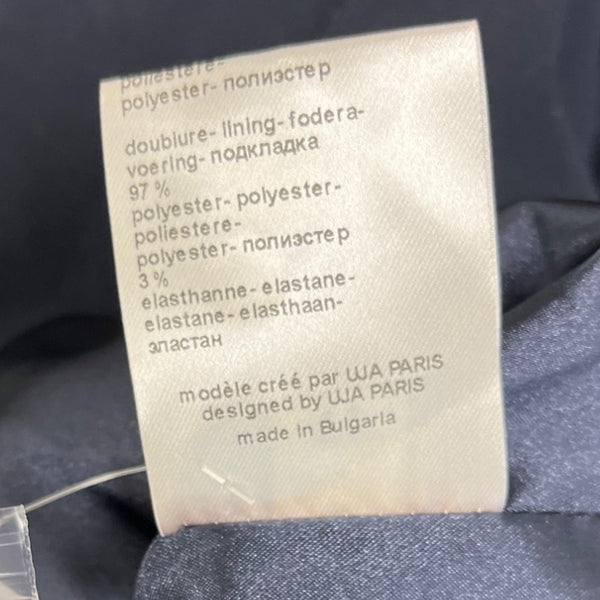 poliestere-
polyester- полиэстер
doublure- lining- fodera-
voering- подкладка
97 %
polyester- polyester-
poliestere-
polyester- полиэстер
3 %
elasthanne- elastane-
elastane- elasthaan-
эластан
modèle créé par UJA PARIS
designed by UJA PARIS
made in Bulgaria